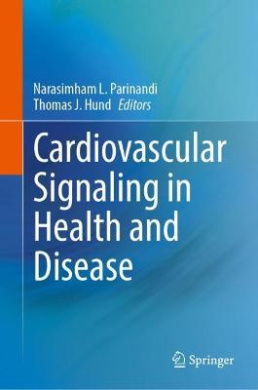 Narasimham L. Parinandi
Thomas J. Hund Editors
Cardiovascular
Signaling in
Health and
Disease
Springer